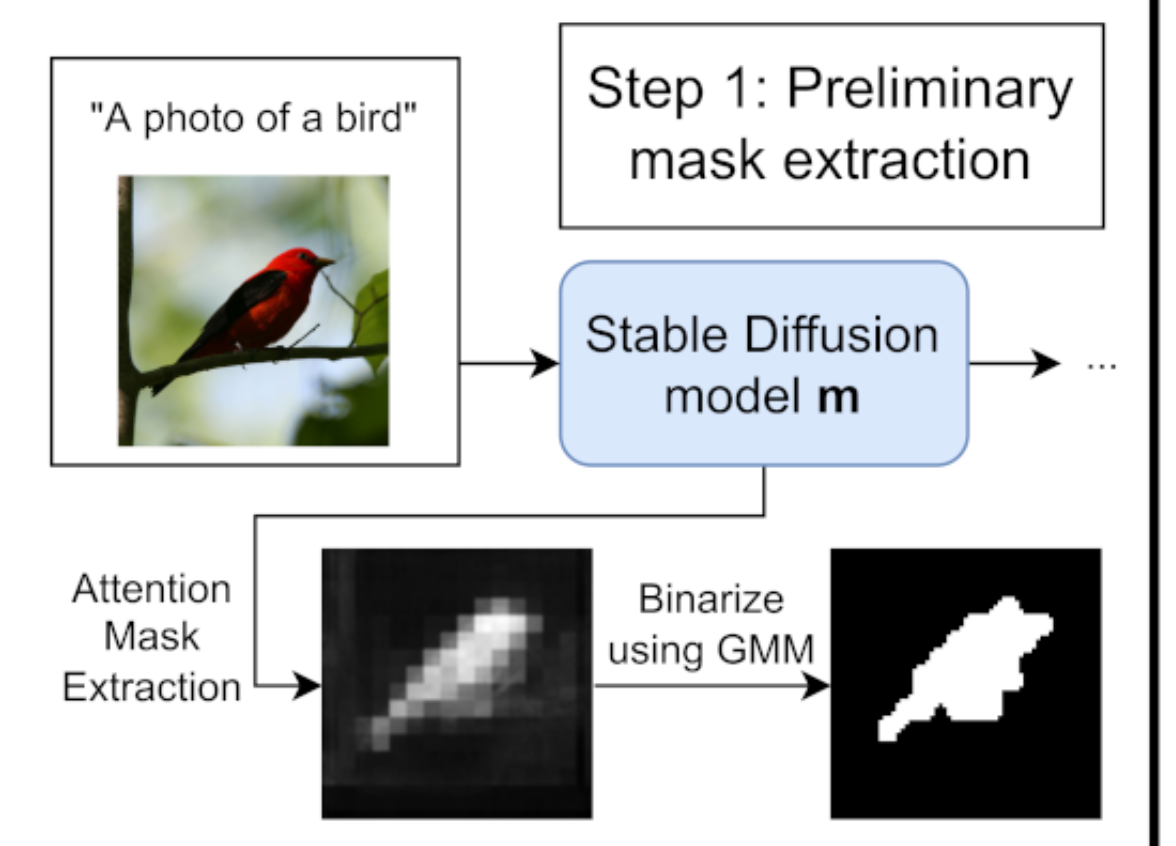 "A photo of a bird"
Step 1: Preliminary
mask extraction
Stable Diffusion
model m
...
Attention
Mask
Extraction
Binarize
using GMM